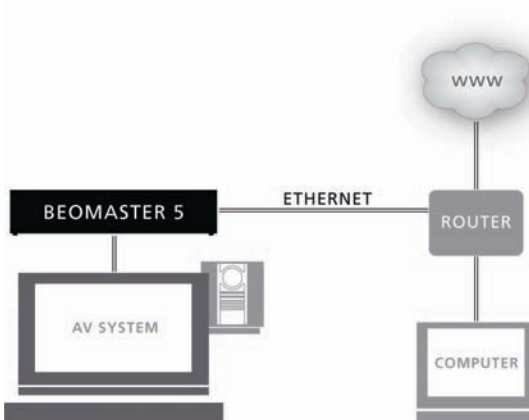 WWW
ETHERNET
BEOMASTER 5
ROUTER
AV SYSTEM
COMPUTER